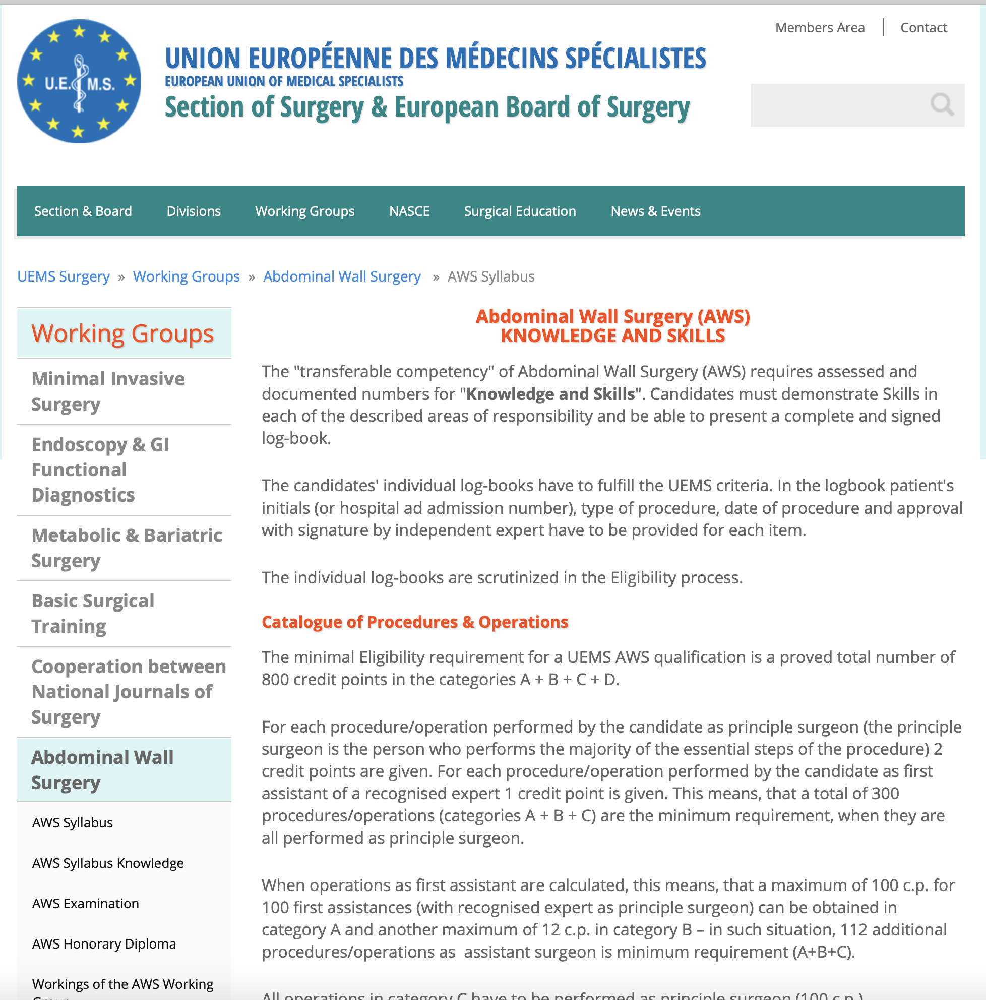 Members Area
Contact
U.E. M.S.
UNION EUROPÉENNE DES MÉDECINS SPÉCIALISTES
EUROPEAN UNION OF MEDICAL SPECIALISTS
Section of Surgery & European Board of Surgery
Section & Board
Divisions
Working Groups
NASCE
Surgical Education
News & Events
UEMS Surgery » Working Groups » Abdominal Wall Surgery » AWS Syllabus
Working Groups
Minimal Invasive
Surgery
Endoscopy & GI
Functional
Diagnostics
Metabolic & Bariatric
Surgery
Basic Surgical
Training
Cooperation between
National Journals of
Surgery
Abdominal Wall
Surgery
AWS Syllabus
AWS Syllabus Knowledge
AWS Examination
AWS Honorary Diploma
Workings of the AWS Working
Abdominal Wall Surgery (AWS)
KNOWLEDGE AND SKILLS
The "transferable competency" of Abdominal Wall Surgery (AWS) requires assessed and
documented numbers for "Knowledge and Skills". Candidates must demonstrate Skills in
each of the described areas of responsibility and be able to present a complete and signed
log-book.
The candidates' individual log-books have to fulfill the UEMS criteria. In the logbook patient's
initials (or hospital ad admission number), type of procedure, date of procedure and approval
with signature by independent expert have to be provided for each item.
The individual log-books are scrutinized in the Eligibility process.
Catalogue of Procedures & Operations
The minimal Eligibility requirement for a UEMS AWS qualification is a proved total number of
800 credit points in the categories A + B + C + D.
For each procedure/operation performed by the candidate as principle surgeon (the principle
surgeon is the person who performs the majority of the essential steps of the procedure) 2
credit points are given. For each procedure/operation performed by the candidate as first
assistant of a recognised expert 1 credit point is given. This means, that a total of 300
procedures/operations (categories A + B + C) are the minimum requirement, when they are
all performed as principle surgeon.
When operations as first assistant are calculated, this means, that a maximum of 100 c.p. for
100 first assistances (with recognised expert as principle surgeon) can be obtained in
category A and another maximum of 12 c.p. in category B – in such situation, 112 additional
procedures/operations as  assistant surgeon is minimum requirement (A+B+C).
All operations in category C have to be performed as principle surgeon (100 c.p.)